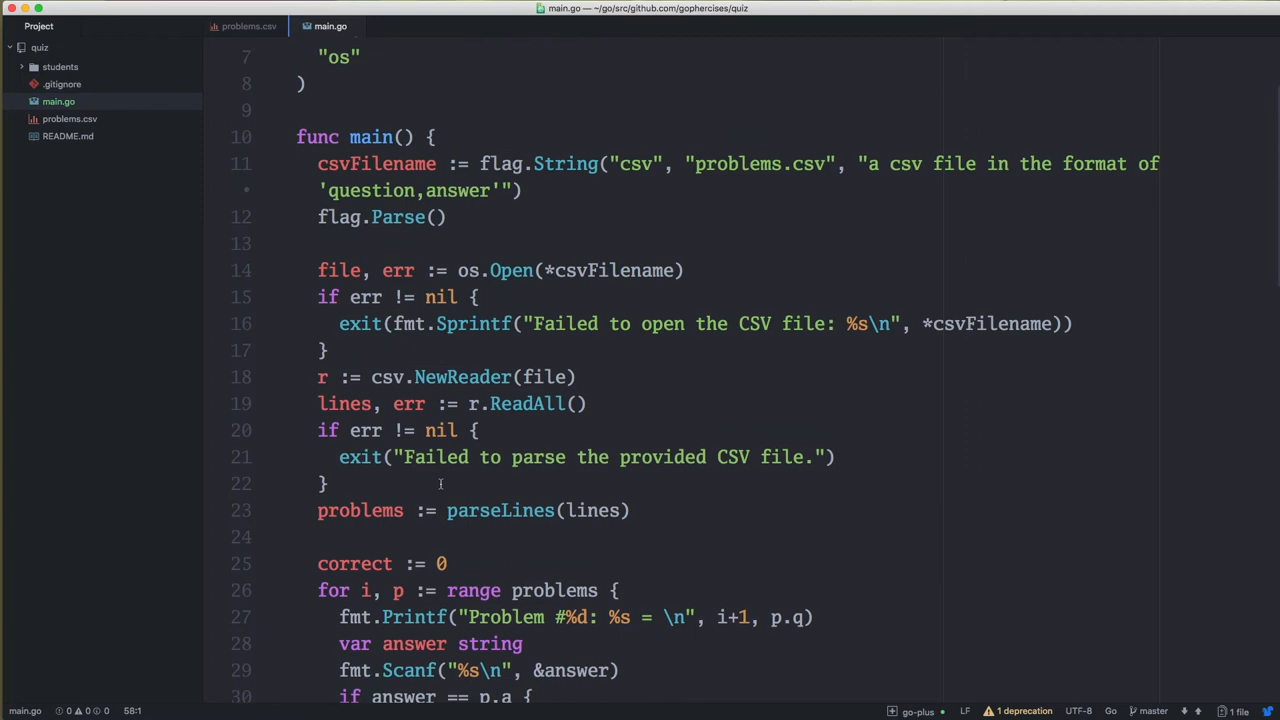 main.go — ~/go/src/github.com/gophercises/quiz
Project
problems.csv
main.go
quiz
students
.gitignore
main.go
problems.csv
README.md
7 "os"
8 )
9
10 func main() {
11 csvFilename := flag.String("csv", "problems.csv", "a csv file in the format of
• 'question,answer'")
12 flag.Parse()
13
14 file, err := os.Open(*csvFilename)
15 if err != nil {
16 exit(fmt.Sprintf("Failed to open the CSV file: %s\n", *csvFilename))
17 }
18 r := csv.NewReader(file)
19 lines, err := r.ReadAll()
20 if err != nil {
21 exit("Failed to parse the provided CSV file.")
22 }
23 problems := parseLines(lines)
24
25 correct := 0
26 for i, p := range problems {
27 fmt.Printf("Problem #%d: %s = \n", i+1, p.q)
28 var answer string
29 fmt.Scanf("%s\n", &answer)
30 if answer == p.a {
main.go 0 0 0 58:1 go-plus LF 1 deprecation UTF-8 Go master 1 file